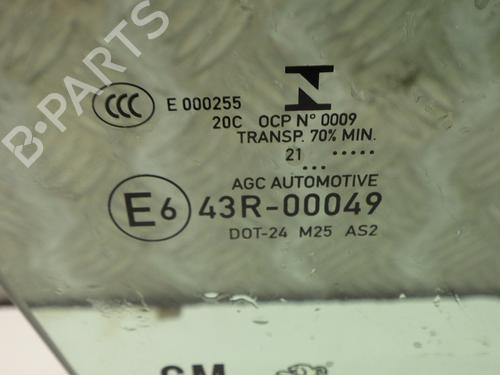 B-PARTS
CCC E 000255 N
20C OCP N° 0009
TRANSP. 70% MIN.
21 .....
...
AGC AUTOMOTIVE
E6 43R-00049
DOT-24 M25 AS2